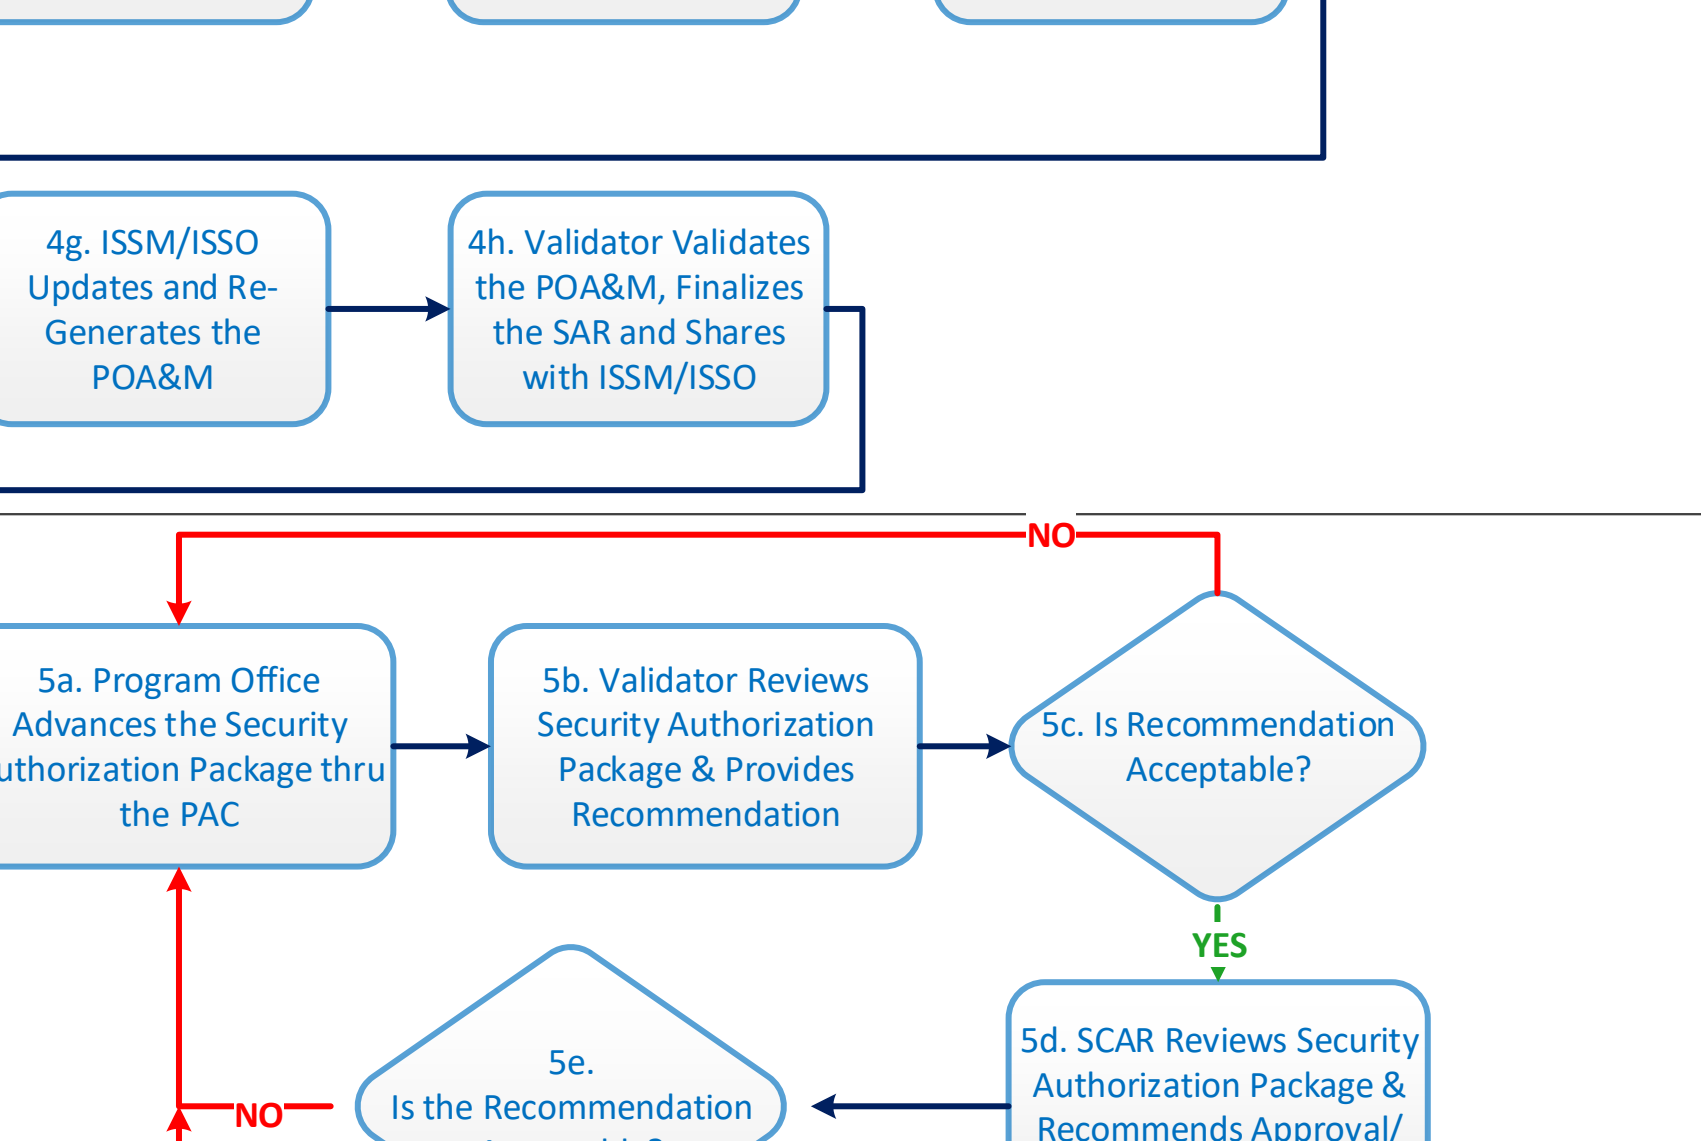 4g. ISSM/ISSO
Updates and Re-
Generates the
POA&M
4h. Validator Validates
the POA&M, Finalizes
the SAR and Shares
with ISSM/ISSO
NO
5a. Program Office
Advances the Security
uthorization Package thru
the PAC
5b. Validator Reviews
Security Authorization
Package & Provides
Recommendation
5c. Is Recommendation
Acceptable?
YES
5d. SCAR Reviews Security
Authorization Package &
Recommends Approval/
5e.
Is the Recommendation
NO